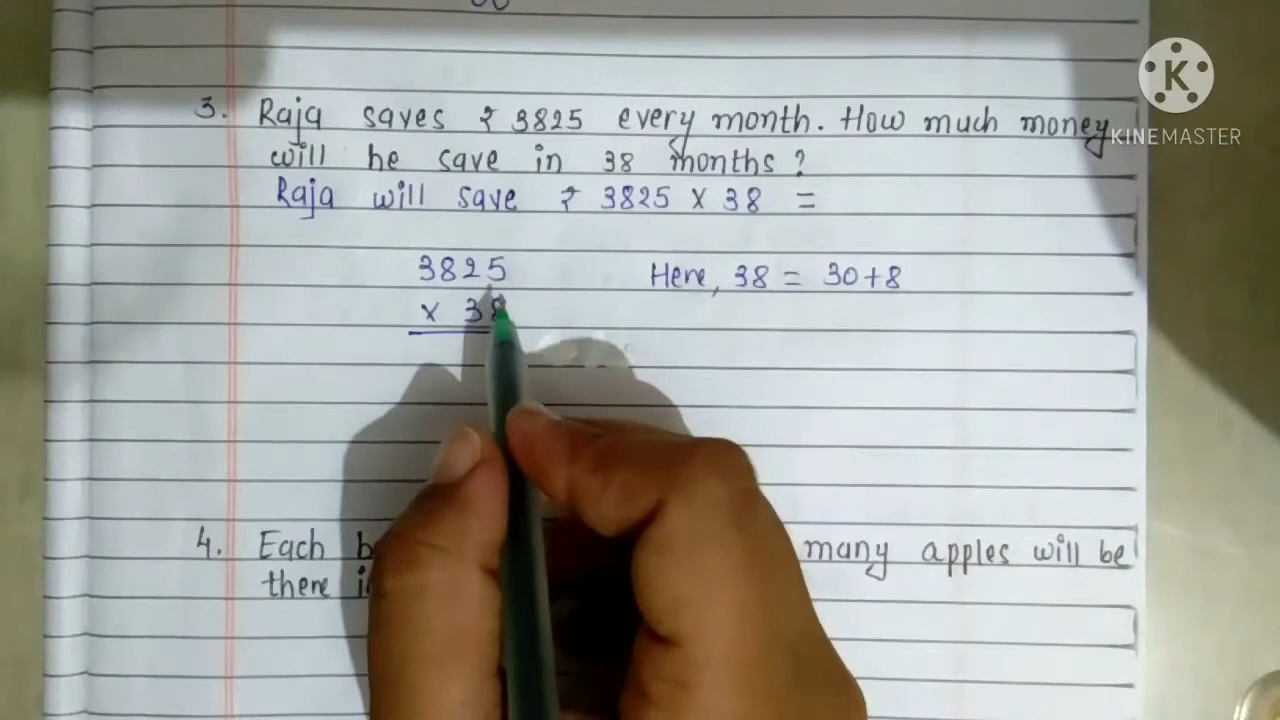 3. Raja saves ₹ 3825 every month. How much money
will he save in 38 months?
Raja will save ₹ 3825 x 38 =
3825
x 38
Here, 38 = 30+8
4. Each many apples will be
there
K
KINEMASTER